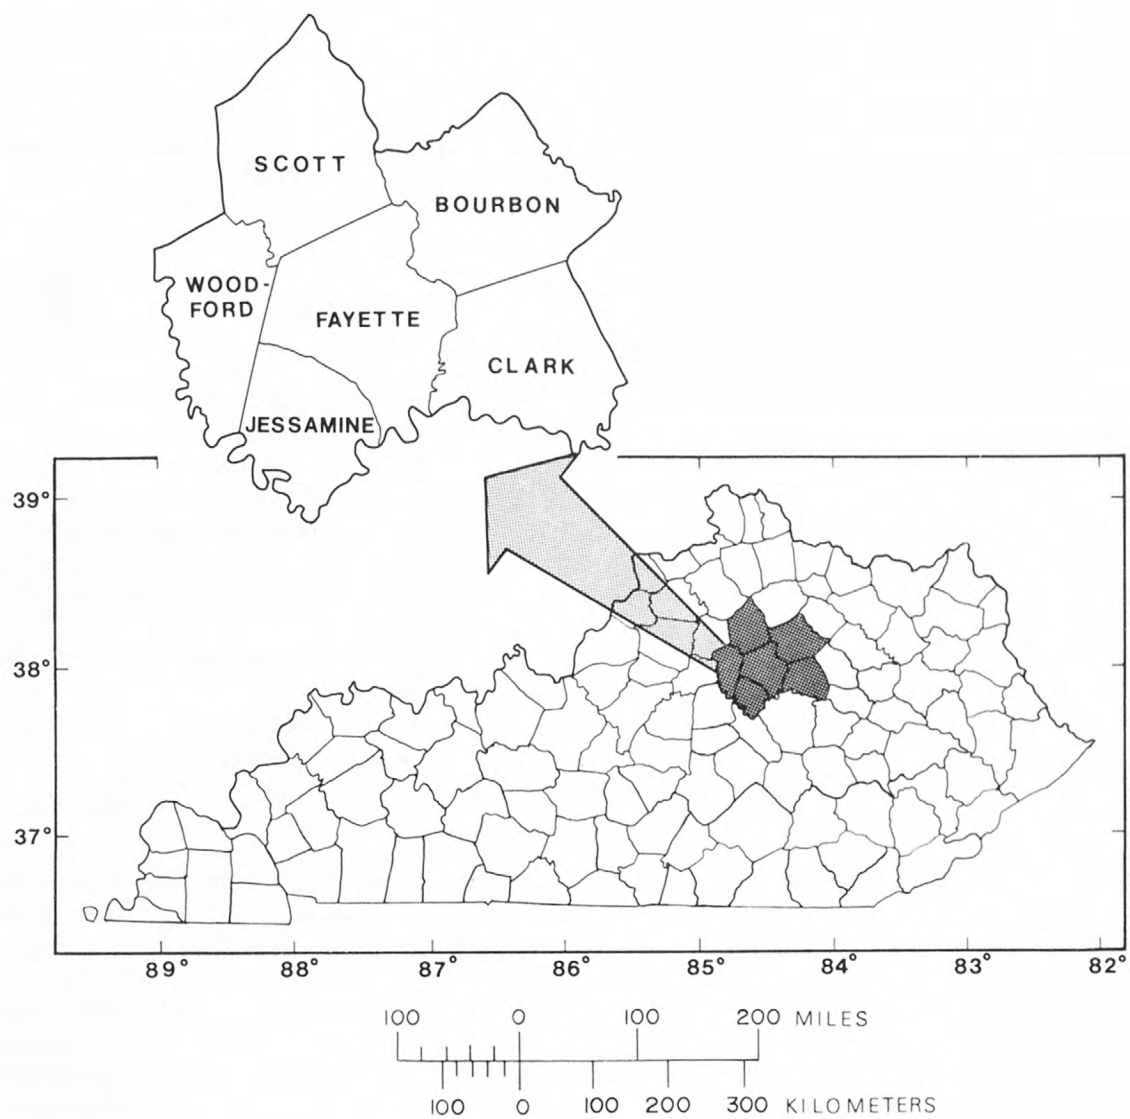 SCOTT
BOURBON
WOOD-
FORD
FAYETTE
CLARK
JESSAMINE
39°
38°
37°
89° 88° 87° 86° 85° 84° 83° 82°
100 0 100 200 MILES
100 0 100 200 300 KILOMETERS